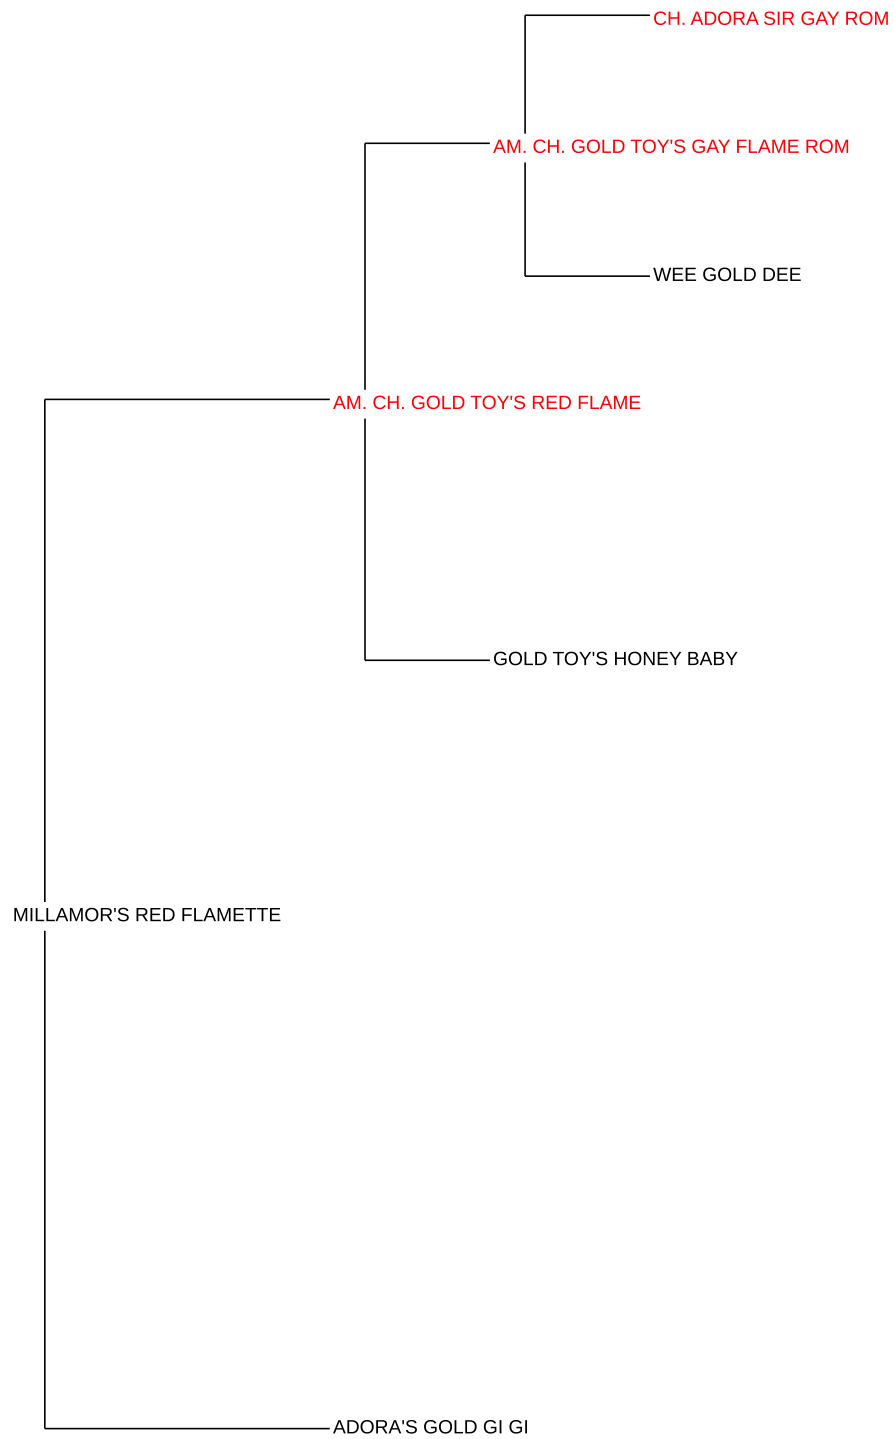 CH. ADORA SIR GAY ROM
AM. CH. GOLD TOY'S GAY FLAME ROM
WEE GOLD DEE
AM. CH. GOLD TOY'S RED FLAME
GOLD TOY'S HONEY BABY
MILLAMOR'S RED FLAMETTE
ADORA'S GOLD GI GI